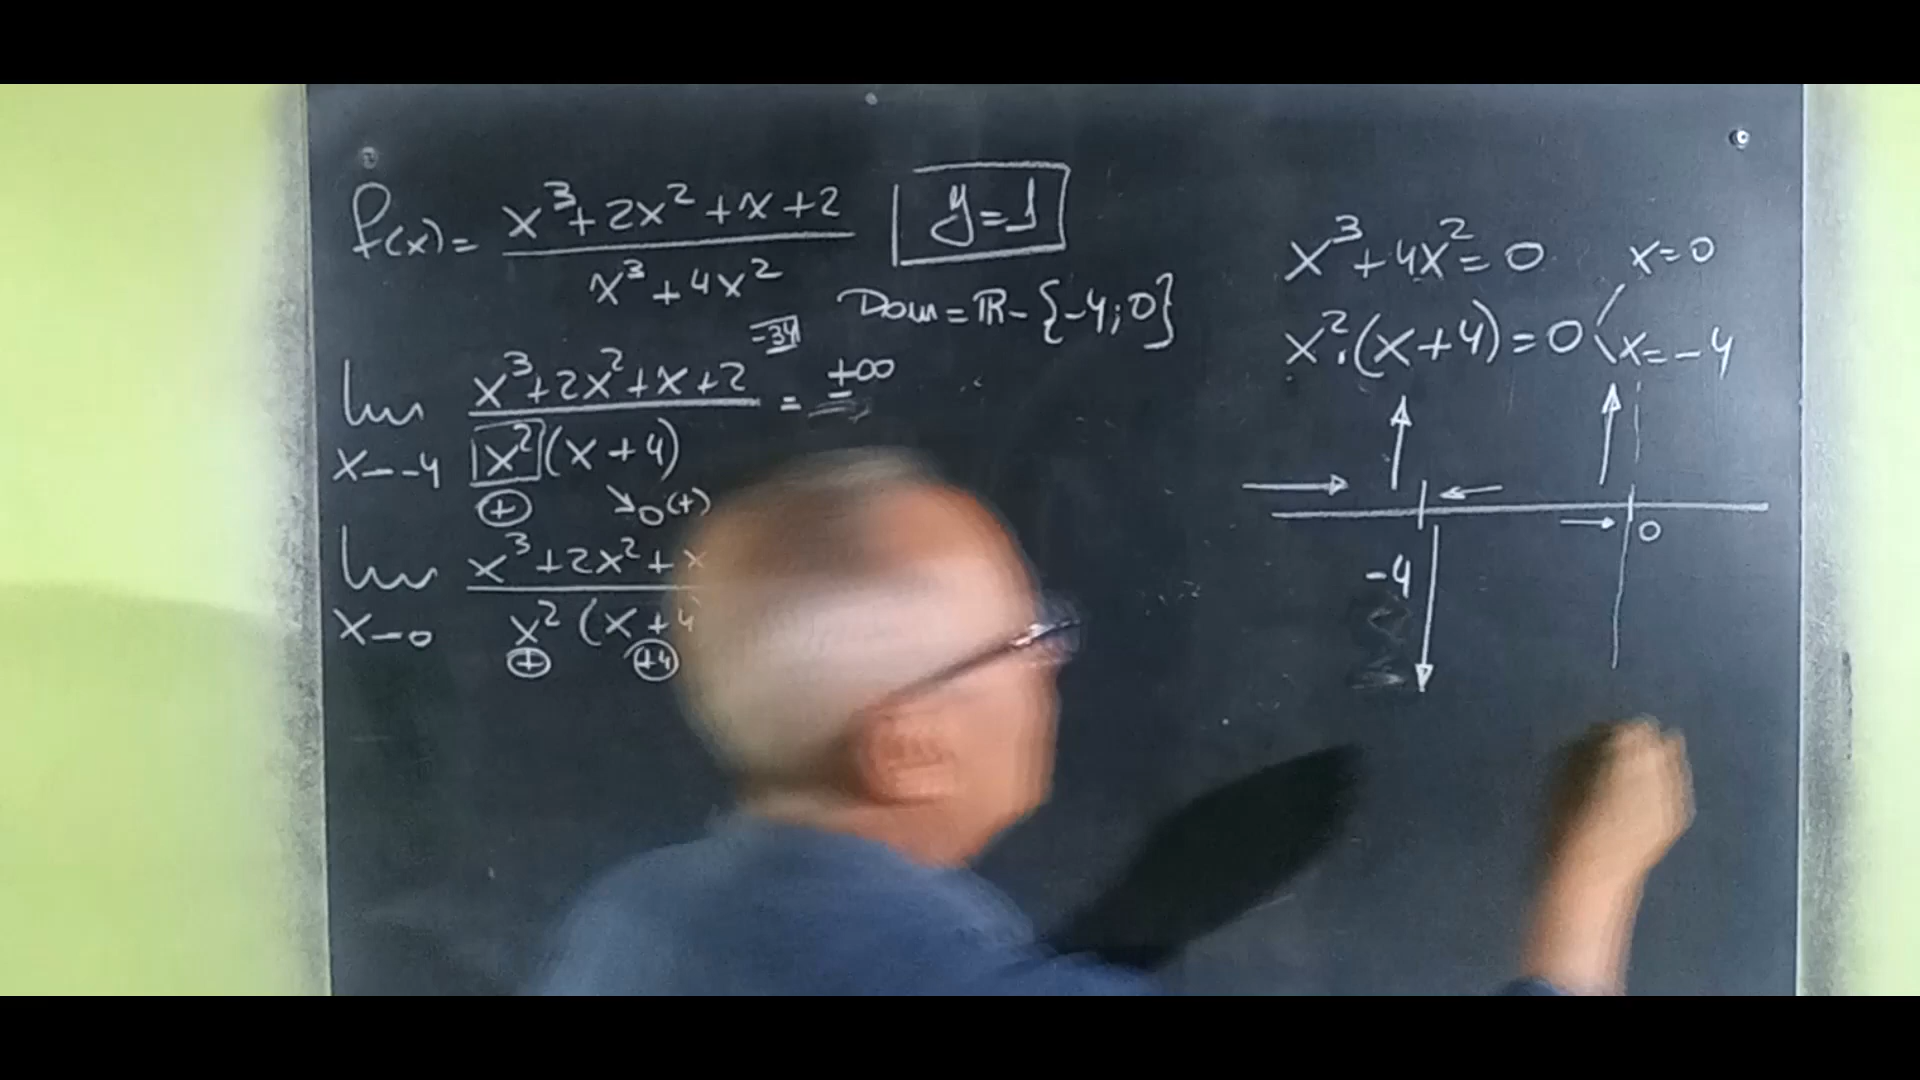 f(x) = x³+2x²+x+2 / x³+4x²
y=1
Dom = ℝ-{-4;0}
=-34
lim x→-4 x³+2x²+x+2 / x²(x+4) = ±∞
+ ↘0(+)
lim x→0 x³+2x²+x / x²(x+4
+ +4
x³+4x²=0 x=0
x²·(x+4)=0 x=-4
-4 0